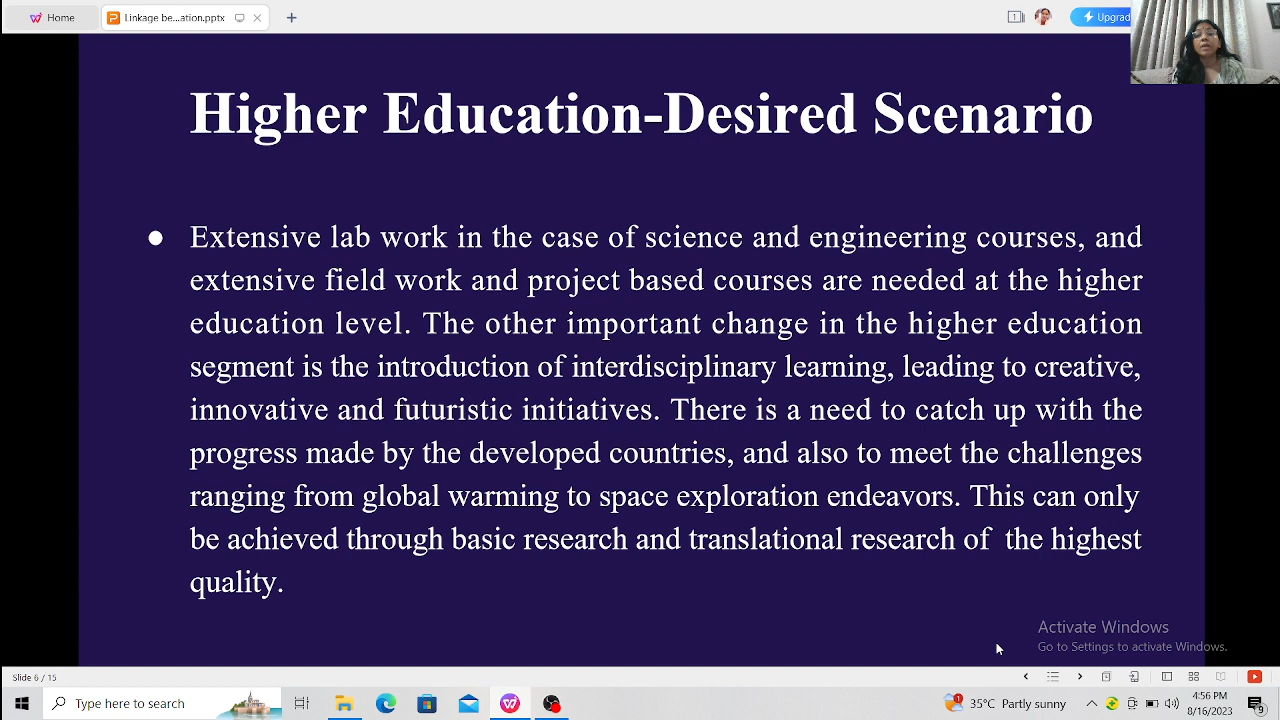 Home
Linkage be...ation.pptx
1
Upgrad
Higher Education-Desired Scenario
● Extensive lab work in the case of science and engineering courses, and
extensive field work and project based courses are needed at the higher
education level. The other important change in the higher education
segment is the introduction of interdisciplinary learning, leading to creative,
innovative and futuristic initiatives. There is a need to catch up with the
progress made by the developed countries, and also to meet the challenges
ranging from global warming to space exploration endeavors. This can only
be achieved through basic research and translational research of the highest
quality.
Activate Windows
Go to Settings to activate Windows.
Slide 6 / 15
Type here to search
1
35°C Partly sunny
4:56 PM
8/16/2023
9